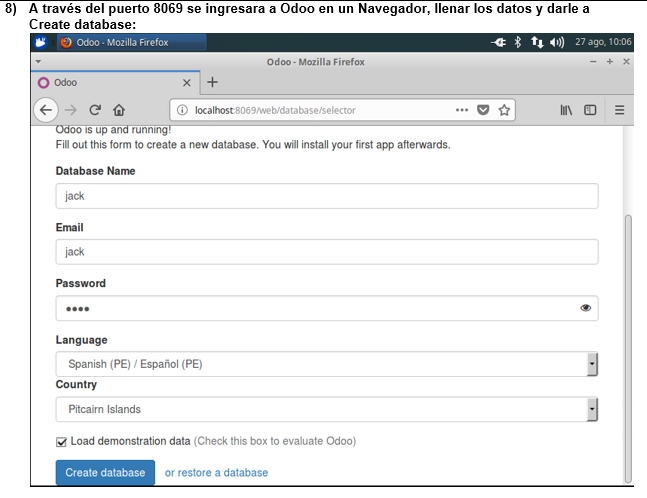 8) A través del puerto 8069 se ingresara a Odoo en un Navegador, llenar los datos y darle a
Create database:
Odoo - Mozilla Firefox
27 ago, 10:06
Odoo - Mozilla Firefox
Odoo
localhost:8069/web/database/selector
Odoo is up and running!
Fill out this form to create a new database. You will install your first app afterwards.
Database Name
jack
Email
jack
Password
••••
Language
Spanish (PE) / Español (PE)
Country
Pitcairn Islands
Load demonstration data (Check this box to evaluate Odoo)
Create database or restore a database